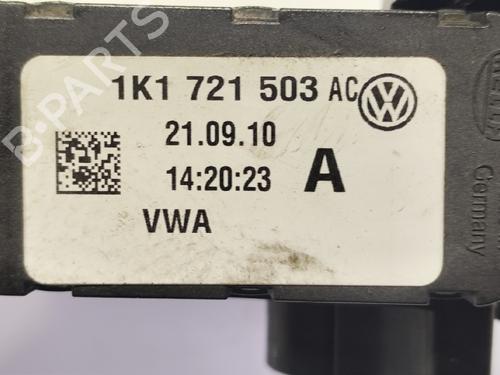 B-PARTS
1K1 721 503 AC
21.09.10
14:20:23 A
VWA
Germany